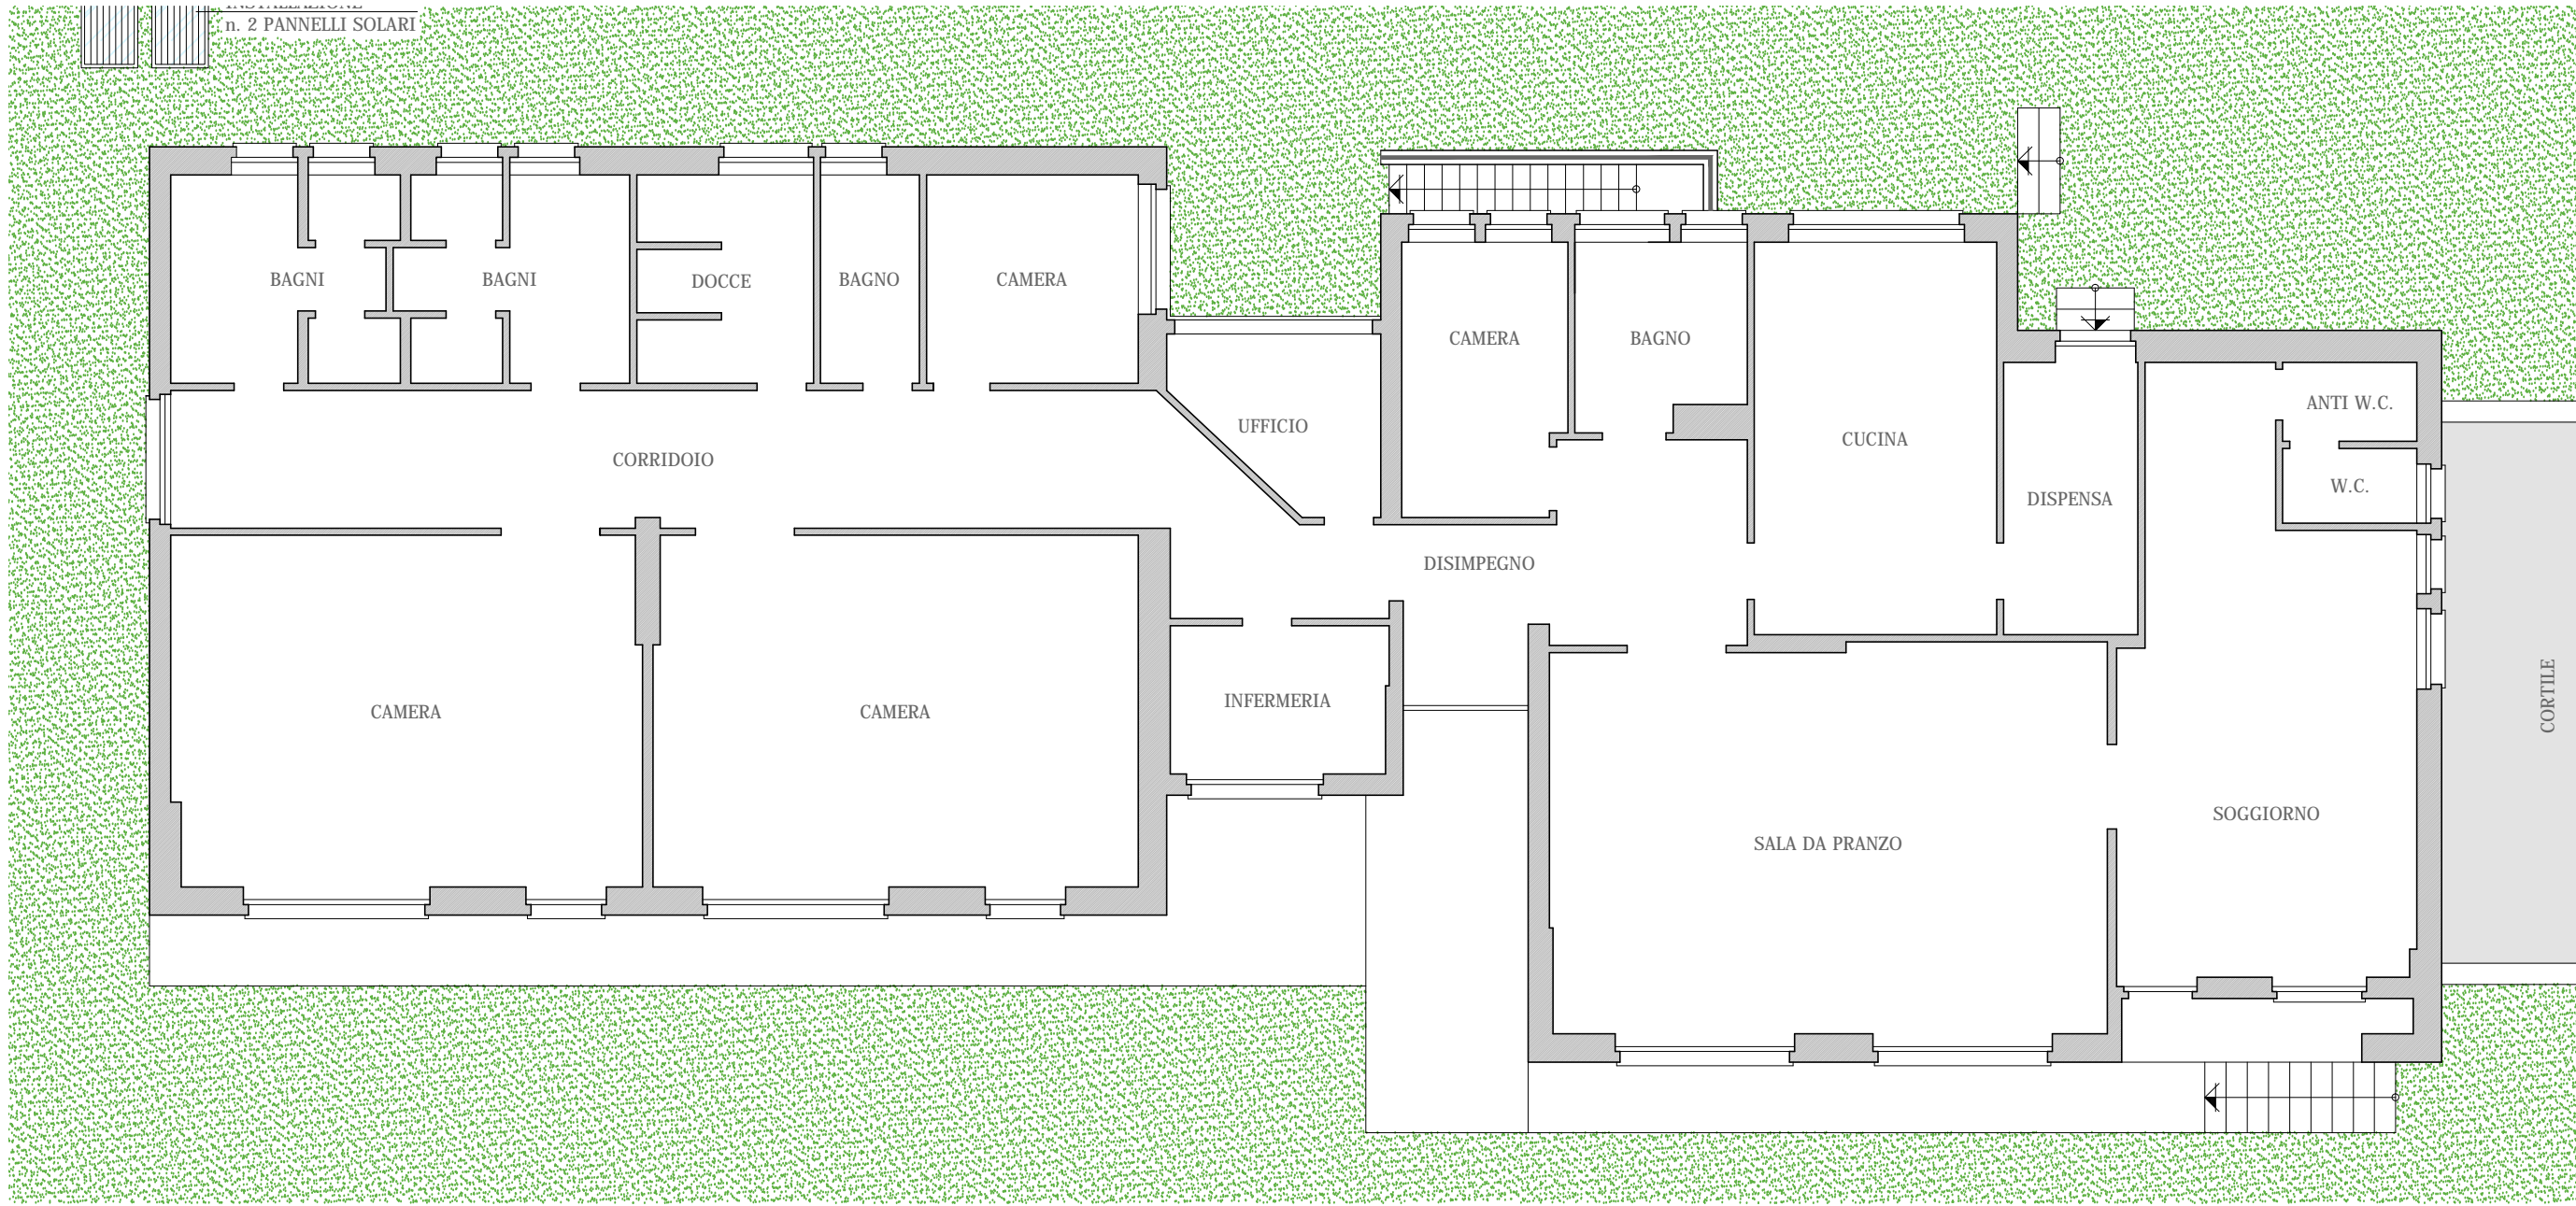 INSTALLAZIONE
n. 2 PANNELLI SOLARI
BAGNI
BAGNI
DOCCE
BAGNO
CAMERA
CAMERA
BAGNO
UFFICIO
CUCINA
ANTI W.C.
W.C.
CORRIDOIO
DISPENSA
DISIMPEGNO
CAMERA
CAMERA
INFERMERIA
CORTILE
SOGGIORNO
SALA DA PRANZO